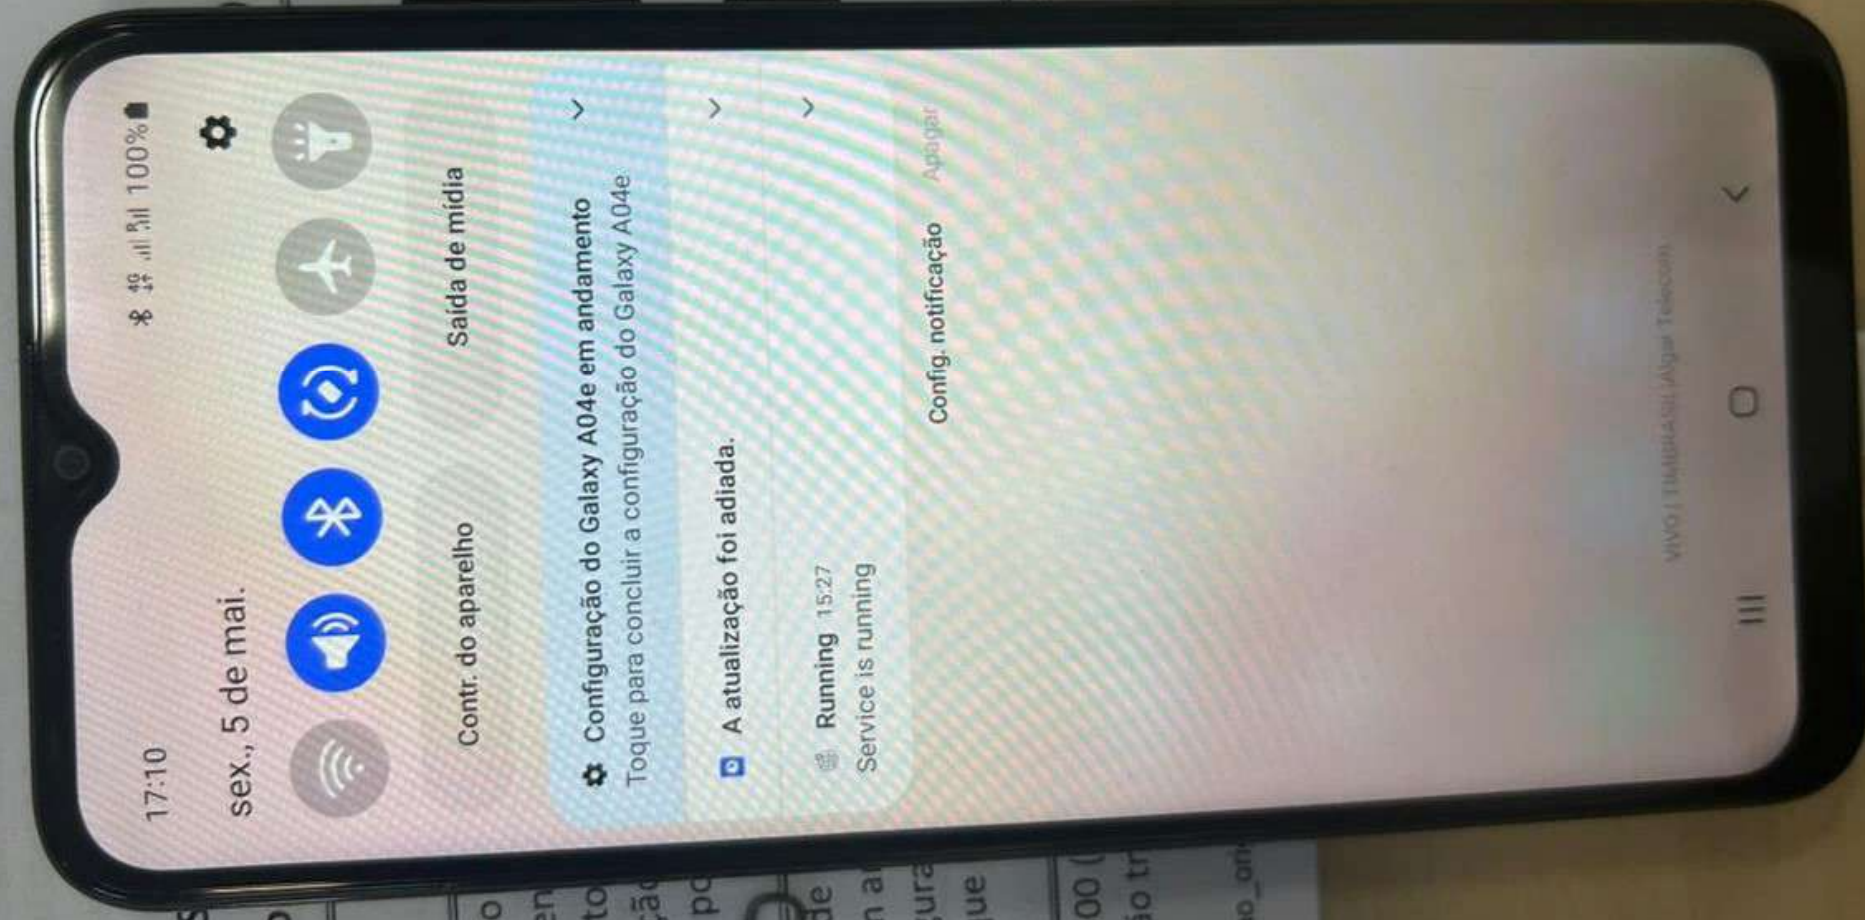 17:10 4G R 100%
sex., 5 de mai.
Contr. do aparelho Saída de mídia
Configuração do Galaxy A04e em andamento
Toque para concluir a configuração do Galaxy A04e
A atualização foi adiada.
Running 15:27
Service is running
Config. notificação Apagar
VIVO | TIMBRASIL|Algar Telecom